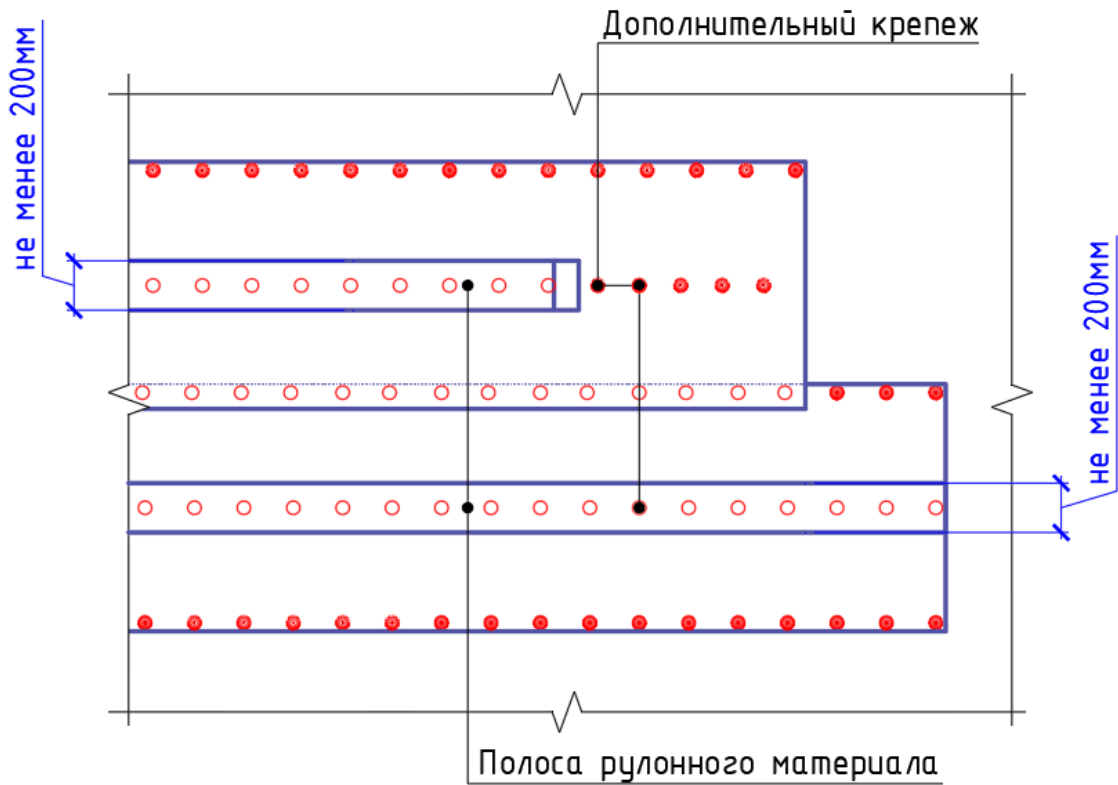 Дополнительный крепеж
не менее 200мм
не менее 200мм
Полоса рулонного материала